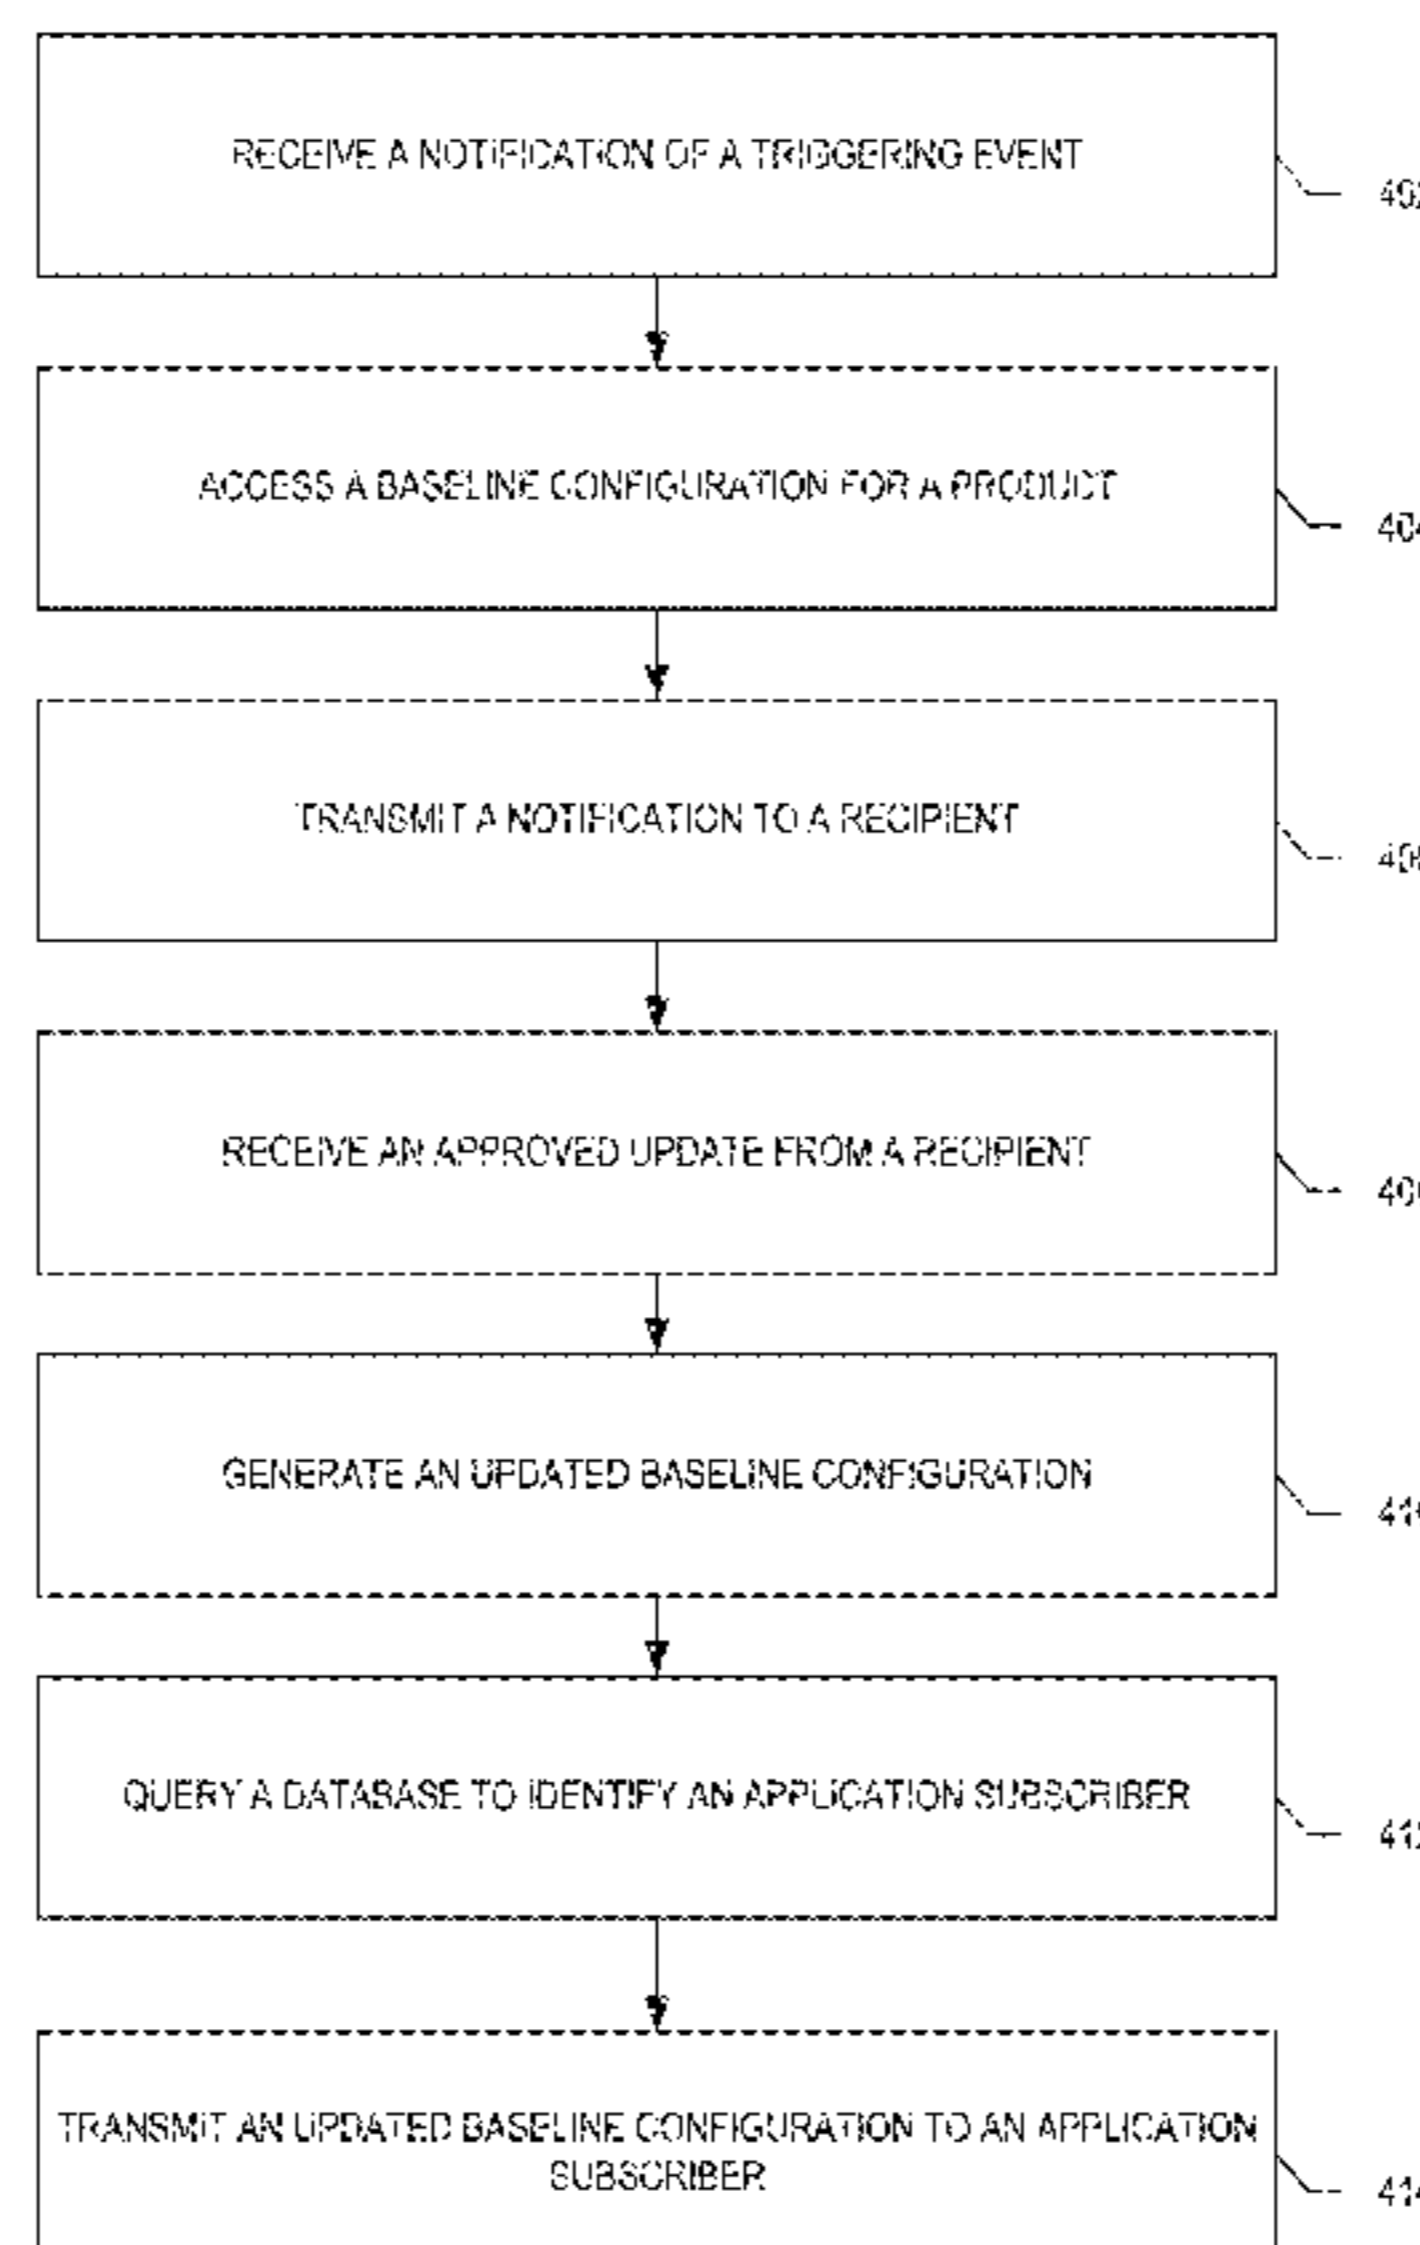 RECEIVE A NOTIFICATION OF A TRIGGERING EVENT
ACCESS A BASELINE CONFIGURATION FOR A PRODUCT
TRANSMIT A NOTIFICATION TO A RECIPIENT
RECEIVE AN APPROVED UPDATE FROM A RECIPIENT
GENERATE AN UPDATED BASELINE CONFIGURATION
QUERY A DATABASE TO IDENTIFY AN APPLICATION SUBSCRIBER
TRANSMIT AN UPDATED BASELINE CONFIGURATION TO AN APPLICATION
SUBSCRIBER